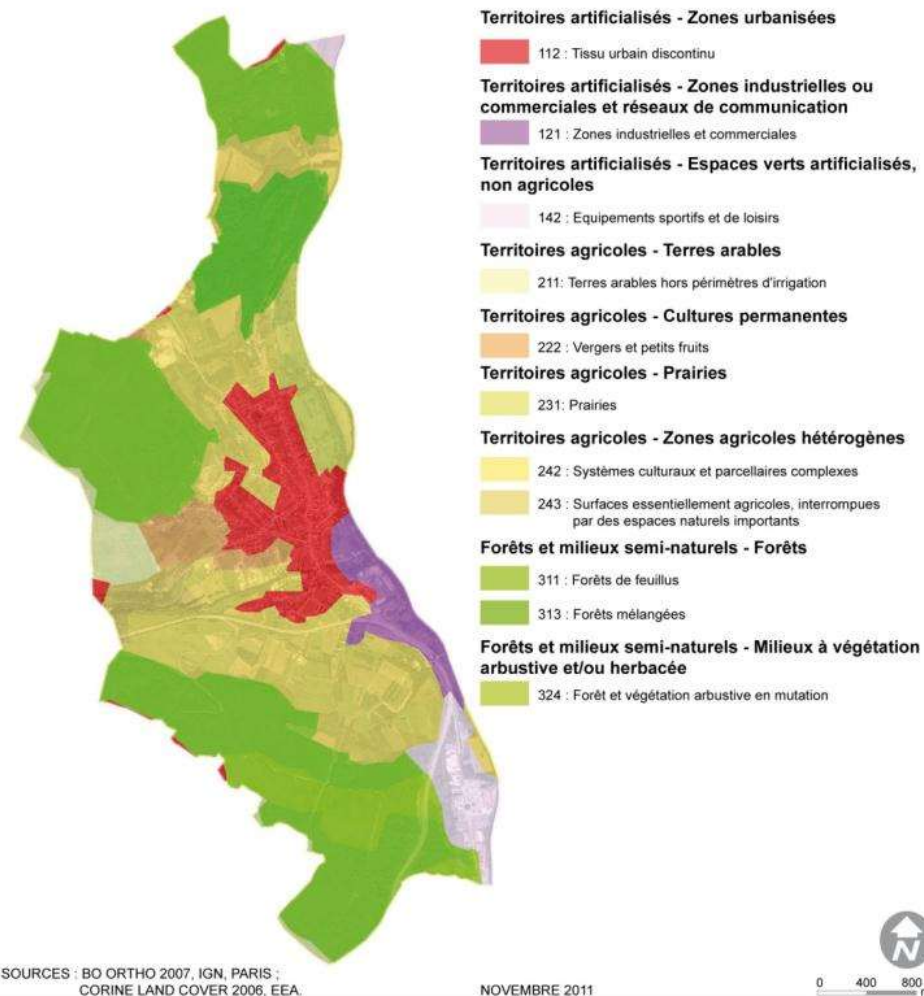 Territoires artificialisés - Zones urbanisées
112 : Tissu urbain discontinu
Territoires artificialisés - Zones industrielles ou
commerciales et réseaux de communication
121 : Zones industrielles et commerciales
Territoires artificialisés - Espaces verts artificialisés,
non agricoles
142 : Equipements sportifs et de loisirs
Territoires agricoles - Terres arables
211: Terres arables hors périmètres d'irrigation
Territoires agricoles - Cultures permanentes
222 : Vergers et petits fruits
Territoires agricoles - Prairies
231: Prairies
Territoires agricoles - Zones agricoles hétérogènes
242 : Systèmes culturaux et parcellaires complexes
243 : Surfaces essentiellement agricoles, interrompues
par des espaces naturels importants
Forêts et milieux semi-naturels - Forêts
311 : Forêts de feuillus
313 : Forêts mélangées
Forêts et milieux semi-naturels - Milieux à végétation
arbustive et/ou herbacée
324 : Forêt et végétation arbustive en mutation
N
SOURCES : BO ORTHO 2007, IGN, PARIS ;
CORINE LAND COVER 2006, EEA.
NOVEMBRE 2011
0 400 800